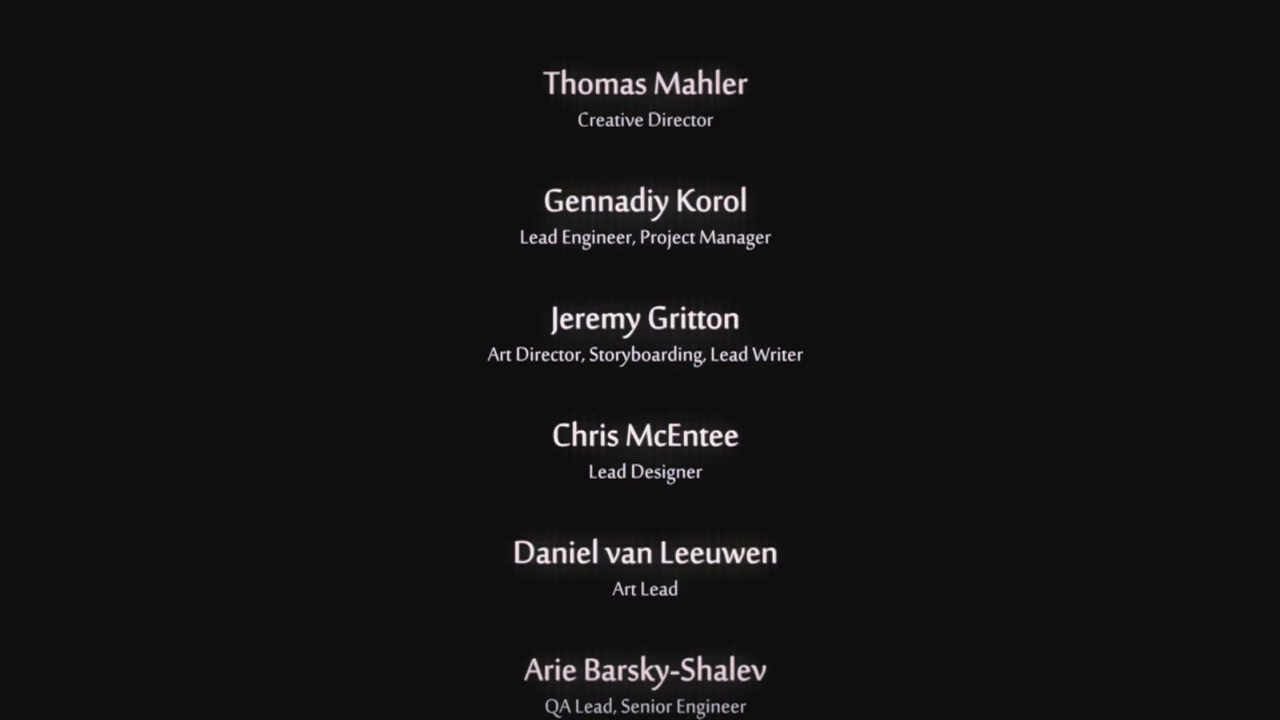 Thomas Mahler
Creative Director
Gennadiy Korol
Lead Engineer, Project Manager
Jeremy Gritton
Art Director, Storyboarding, Lead Writer
Chris McEntee
Lead Designer
Daniel van Leeuwen
Art Lead
Arie Barsky-Shalev
QA Lead, Senior Engineer